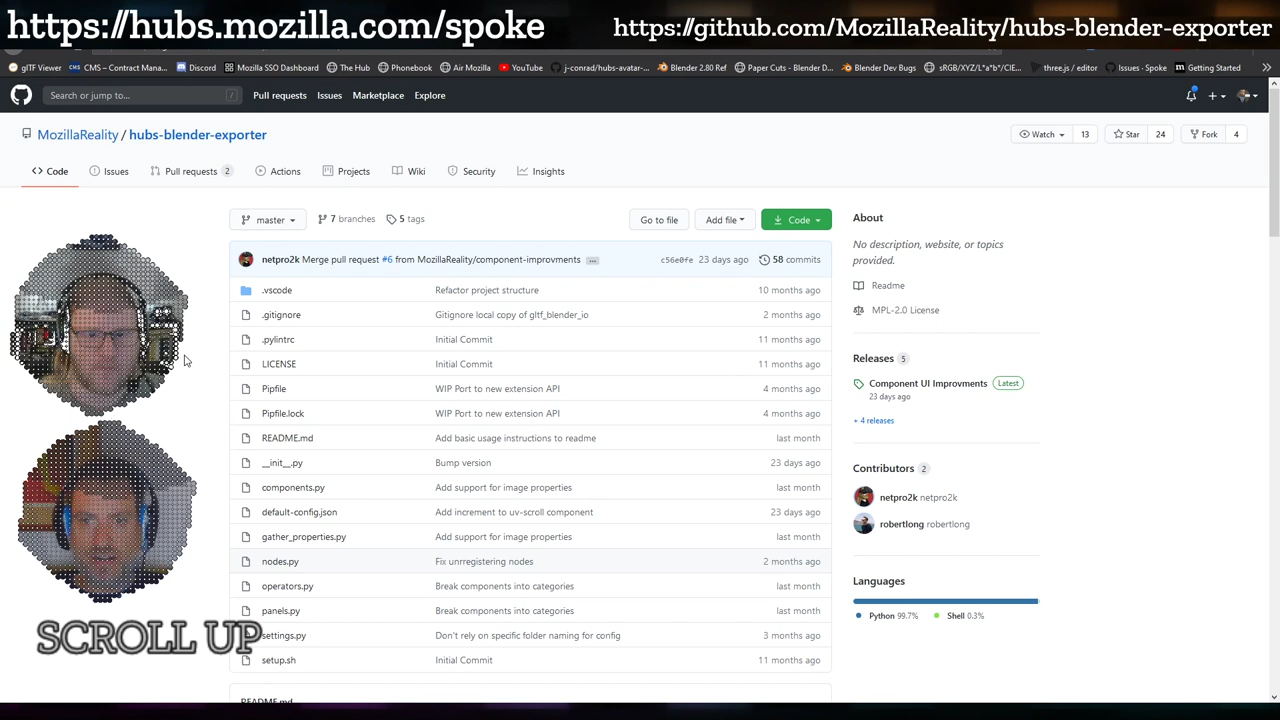 https://hubs.mozilla.com/spoke
https://github.com/MozillaReality/hubs-blender-exporter
glTF Viewer CMS – Contract Mana... Discord Mozilla SSO Dashboard The Hub Phonebook Air Mozilla YouTube j-conrad/hubs-avatar-... Blender 2.80 Ref Paper Cuts - Blender D... Blender Dev Bugs sRGB/XYZ/L*a*b*/CIE... three.js / editor Issues · Spoke Getting Started
Search or jump to... / Pull requests Issues Marketplace Explore
MozillaReality / hubs-blender-exporter Watch 13 Star 24 Fork 4
Code Issues Pull requests 2 Actions Projects Wiki Security Insights
master 7 branches 5 tags Go to file Add file Code
netpro2k Merge pull request #6 from MozillaReality/component-improvments ... c56e0fe 23 days ago 58 commits
.vscode Refactor project structure 10 months ago
.gitignore Gitignore local copy of gltf_blender_io 2 months ago
.pylintrc Initial Commit 11 months ago
LICENSE Initial Commit 11 months ago
Pipfile WIP Port to new extension API 4 months ago
Pipfile.lock WIP Port to new extension API 4 months ago
README.md Add basic usage instructions to readme last month
__init__.py Bump version 23 days ago
components.py Add support for image properties last month
default-config.json Add increment to uv-scroll component 23 days ago
gather_properties.py Add support for image properties last month
nodes.py Fix unrregistering nodes 2 months ago
operators.py Break components into categories last month
panels.py Break components into categories last month
settings.py Don't rely on specific folder naming for config 3 months ago
setup.sh Initial Commit 11 months ago
README.md
About
No description, website, or topics
provided.
Readme
MPL-2.0 License
Releases 5
Component UI Improvments Latest
23 days ago
+ 4 releases
Contributors 2
netpro2k netpro2k
robertlong robertlong
Languages
Python 99.7% Shell 0.3%
SCROLL UP